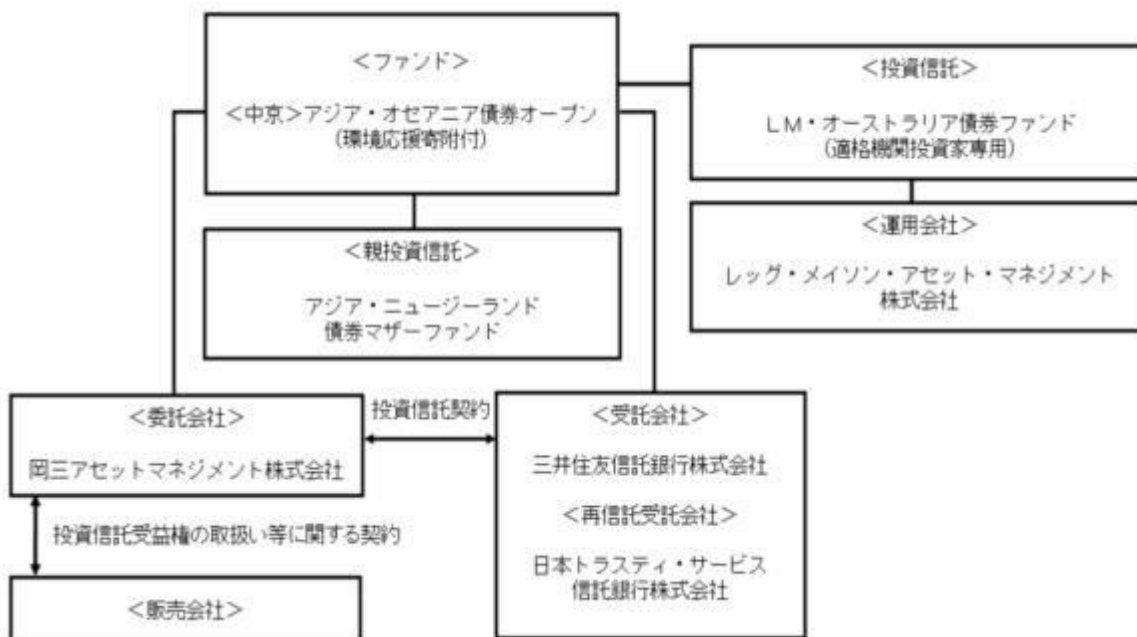 ＜ファンド＞
＜中京＞アジア・オセアニア債券オープン
(環境応援寄附付)
＜投資信託＞
ＬＭ・オーストラリア債券ファンド
(適格機関投資家専用)
＜運用会社＞
レッグ・メイソン・アセット・マネジメント
株式会社
＜親投資信託＞
アジア・ニュージーランド
債券マザーファンド
＜委託会社＞
岡三アセットマネジメント株式会社
投資信託契約
＜受託会社＞
三井住友信託銀行株式会社
＜再信託受託会社＞
日本トラスティ・サービス
信託銀行株式会社
投資信託受益権の取扱い等に関する契約
＜販売会社＞